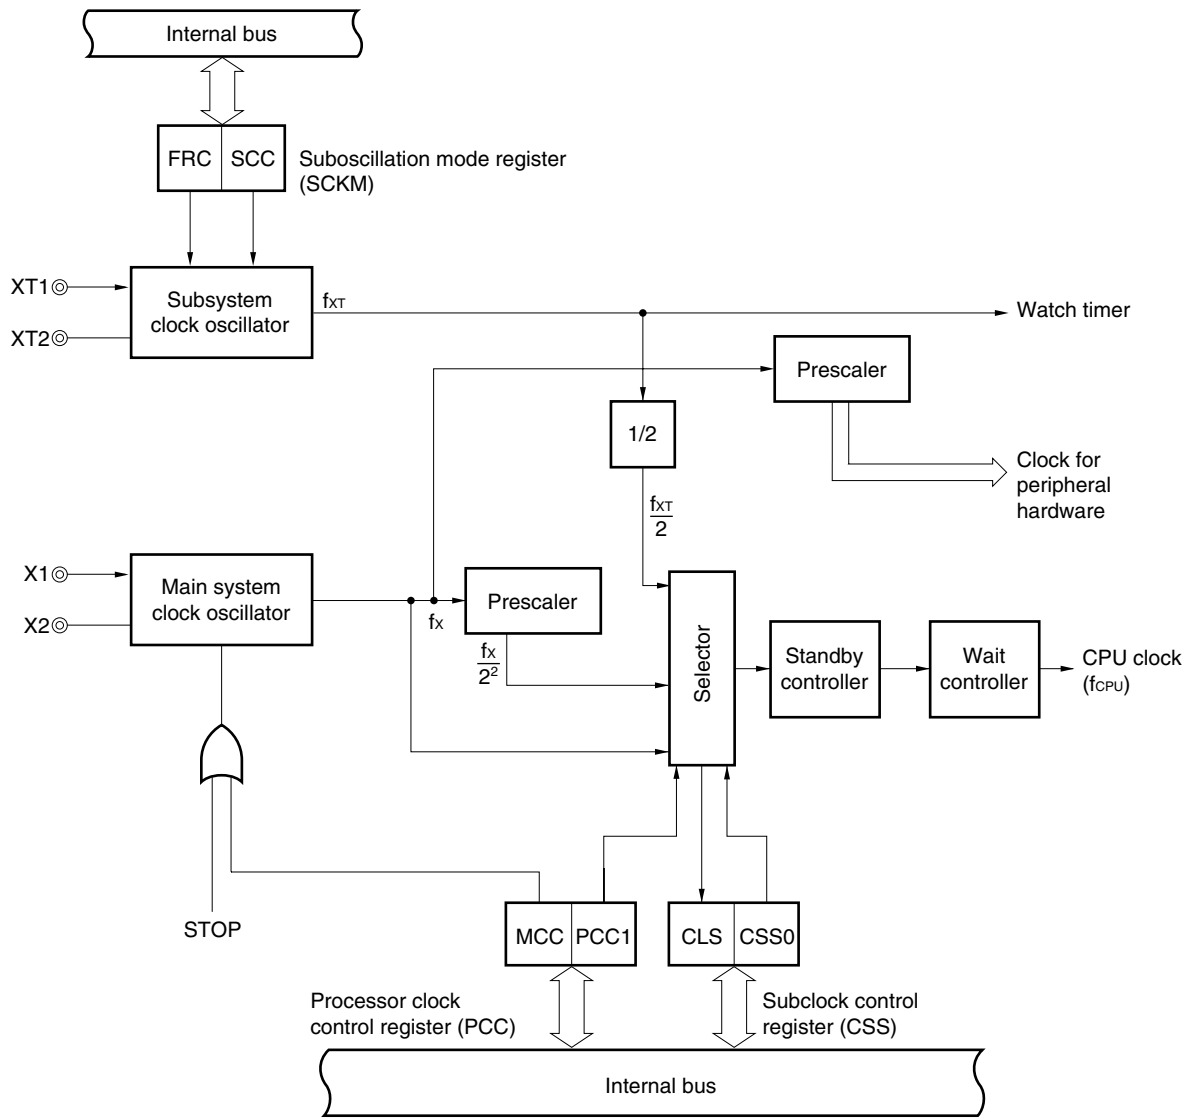 Internal bus
FRC
SCC
Suboscillation mode register
(SCKM)
XT1
XT2
Subsystem
clock oscillator
fXT
Watch timer
Prescaler
1/2
Clock for
peripheral
hardware
fXT
2
X1
X2
Main system
clock oscillator
fX
Prescaler
fX
2²
Selector
Standby
controller
Wait
controller
CPU clock
(fCPU)
STOP
MCC
PCC1
CLS
CSS0
Processor clock
control register (PCC)
Subclock control
register (CSS)
Internal bus